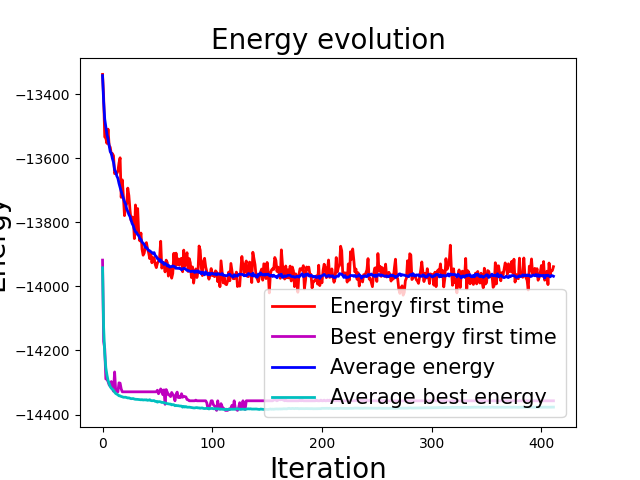 Energy evolution
Energy
−13400
−13600
−13800
−14000
−14200
−14400
Energy first time
Best energy first time
Average energy
Average best energy
0 100 200 300 400
Iteration